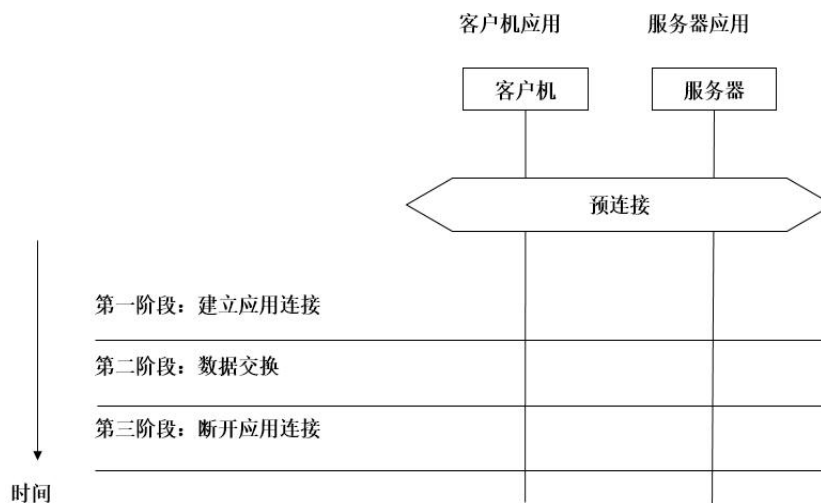 客户机应用 服务器应用
客户机 服务器
预连接
第一阶段：建立应用连接
第二阶段：数据交换
第三阶段：断开应用连接
时间